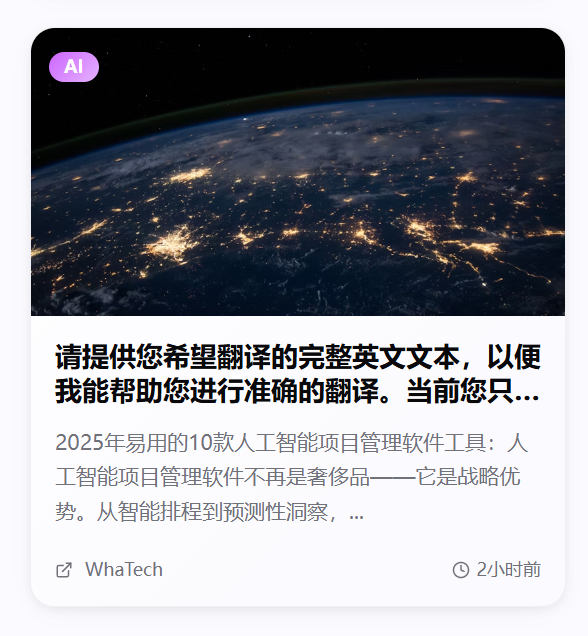 AI
请提供您希望翻译的完整英文文本，以便
我能帮助您进行准确的翻译。当前您只...
2025年易用的10款人工智能项目管理软件工具：人
工智能项目管理软件不再是奢侈品——它是战略优
势。从智能排程到预测性洞察，...
WhaTech
2小时前